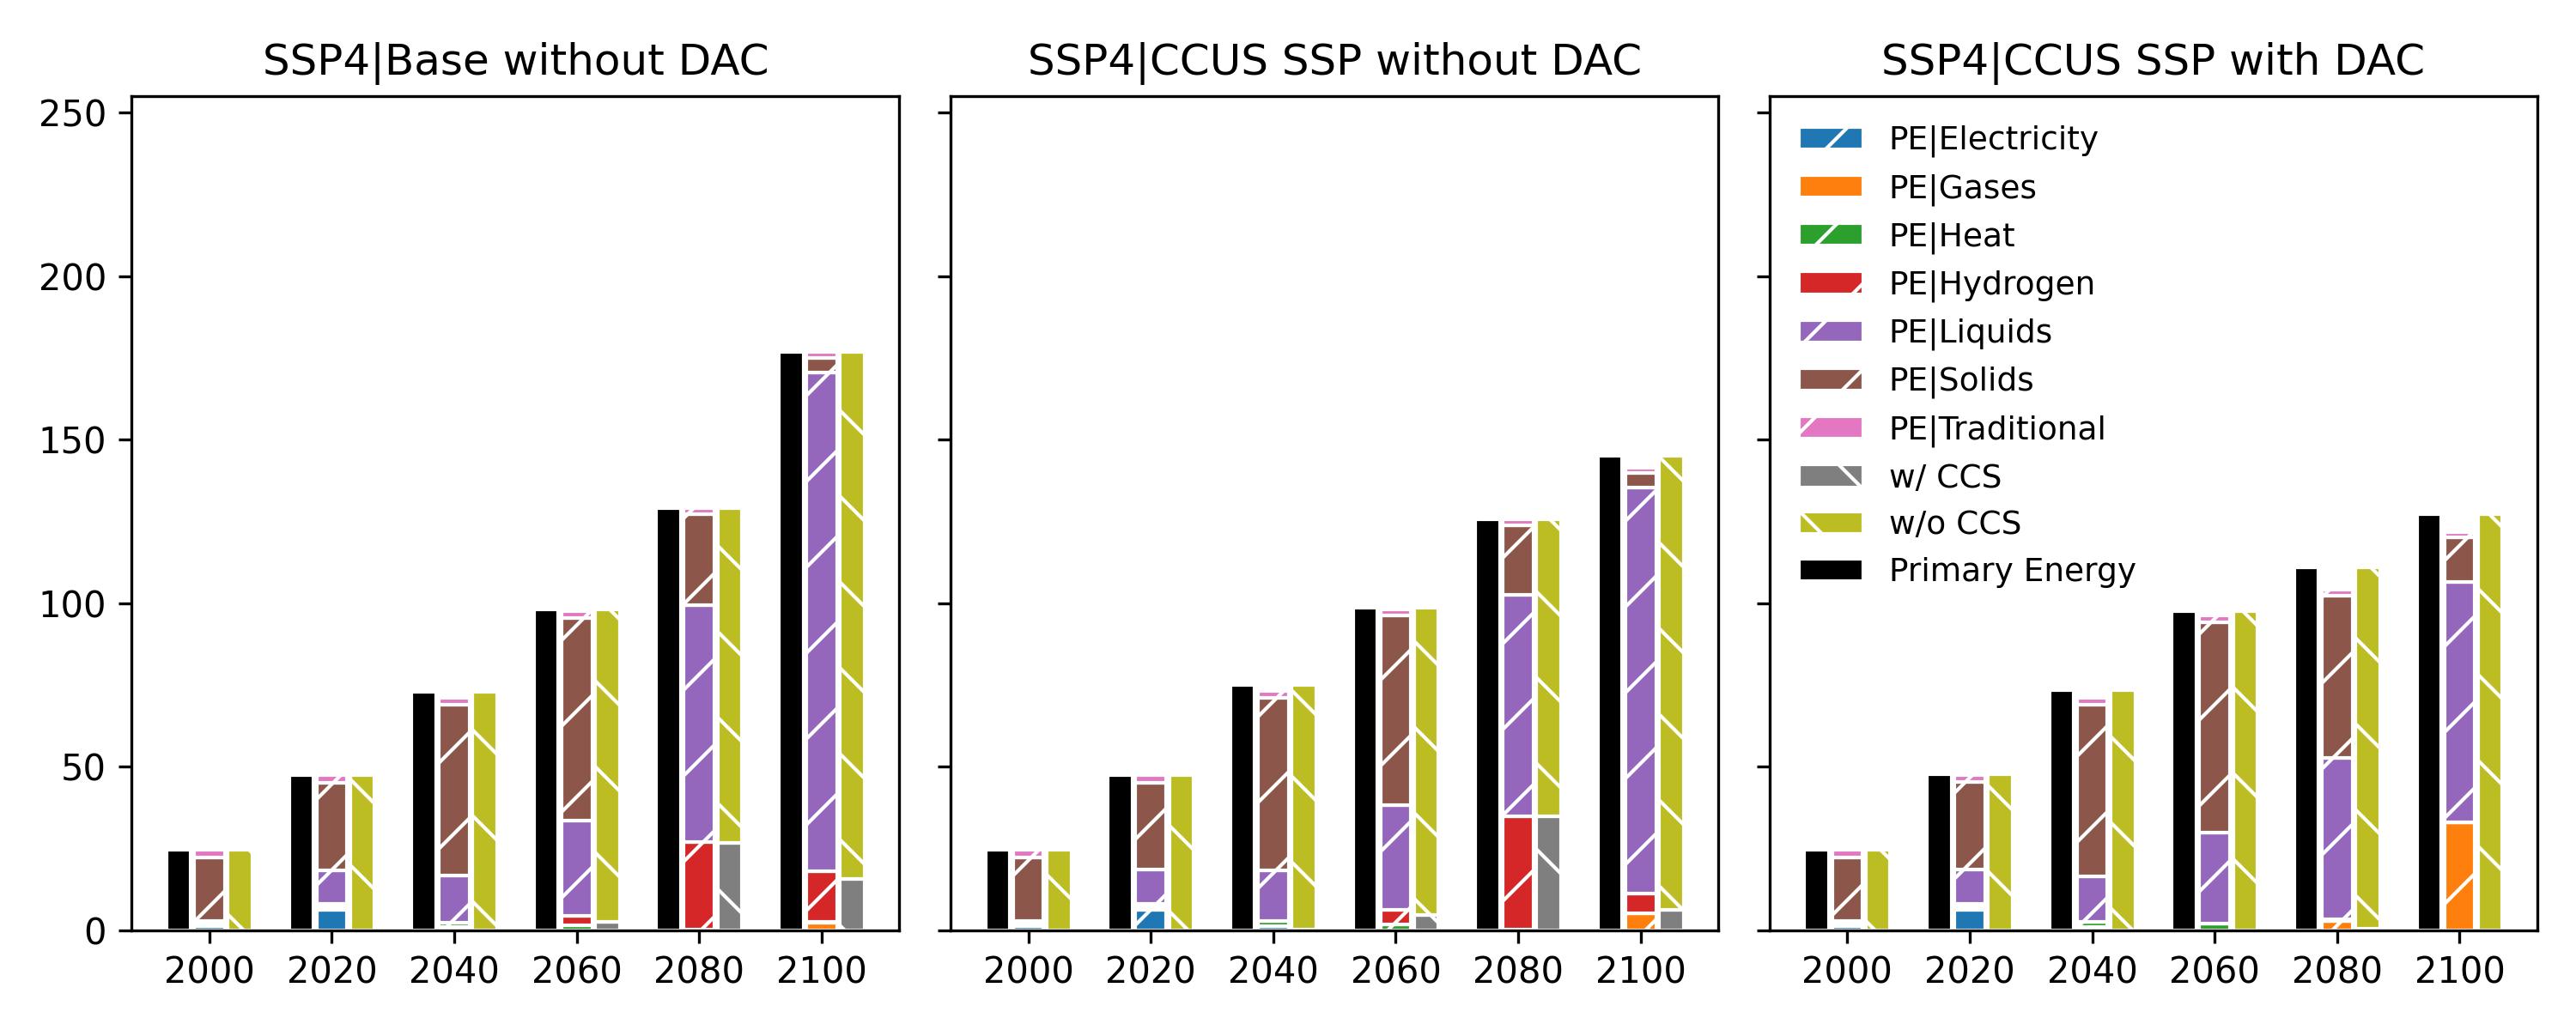 SSP4|Base without DAC
SSP4|CCUS SSP without DAC
SSP4|CCUS SSP with DAC
250
200
150
100
50
0
PE|Electricity
PE|Gases
PE|Heat
PE|Hydrogen
PE|Liquids
PE|Solids
PE|Traditional
w/ CCS
w/o CCS
Primary Energy
2000 2020 2040 2060 2080 2100
2000 2020 2040 2060 2080 2100
2000 2020 2040 2060 2080 2100